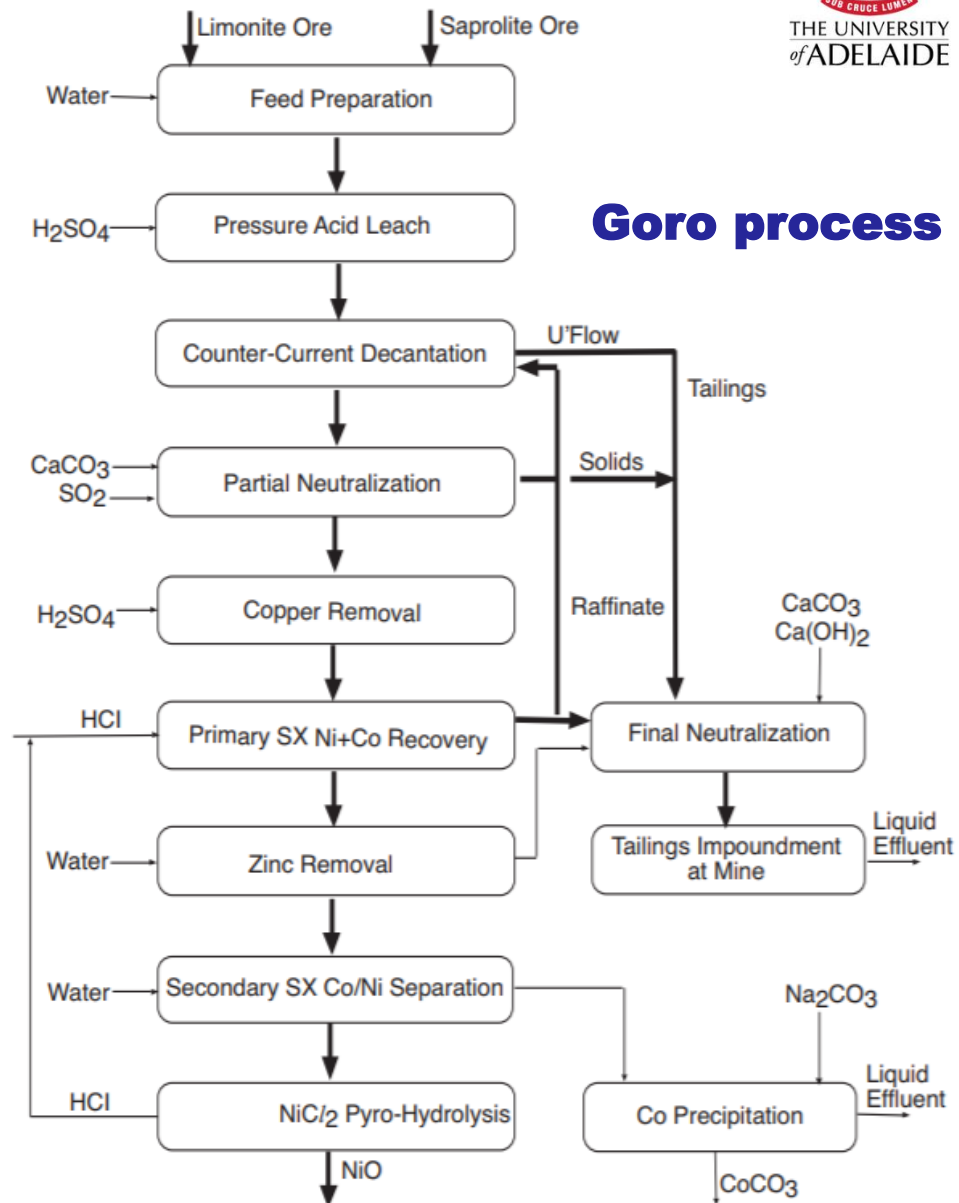 SUB CRUCE LUMEN
THE UNIVERSITY
of ADELAIDE
Limonite Ore
Saprolite Ore
Water
Feed Preparation
H2SO4
Pressure Acid Leach
Goro process
Counter-Current Decantation
U'Flow
Tailings
CaCO3
SO2
Partial Neutralization
Solids
H2SO4
Copper Removal
Raffinate
CaCO3
Ca(OH)2
HCl
Primary SX Ni+Co Recovery
Final Neutralization
Water
Zinc Removal
Tailings Impoundment
at Mine
Liquid
Effluent
Water
Secondary SX Co/Ni Separation
Na2CO3
HCl
NiCl2 Pyro-Hydrolysis
Co Precipitation
Liquid
Effluent
NiO
CoCO3